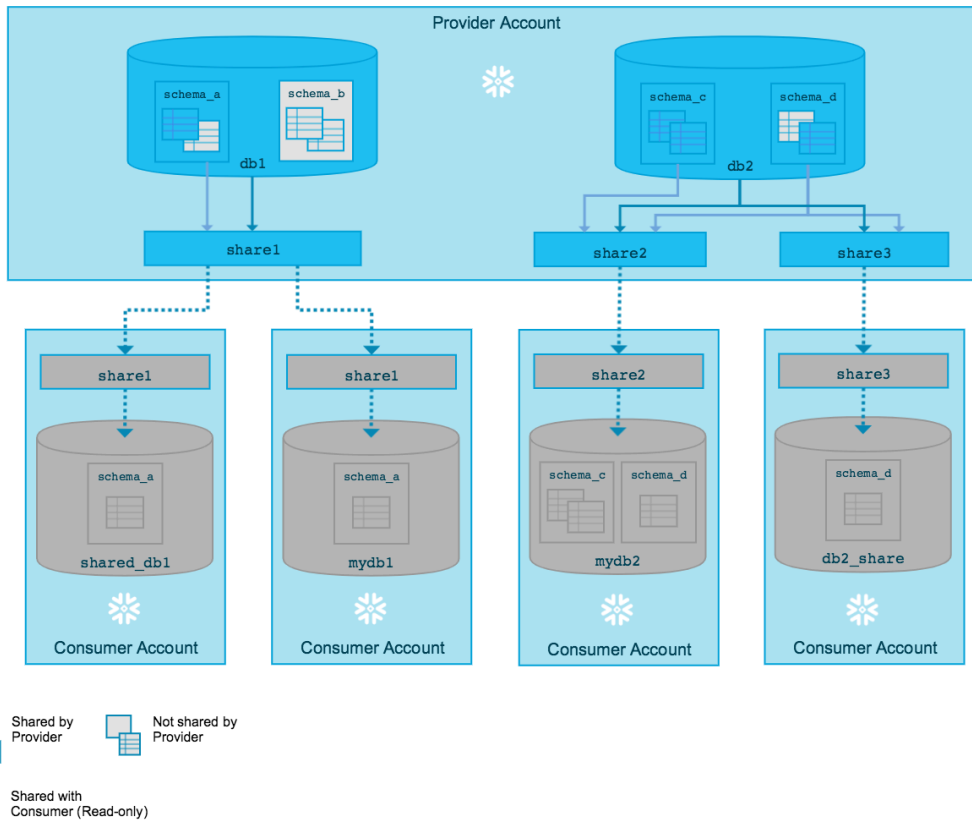 Provider Account
schema_a
schema_b
schema_c
schema_d
db1
db2
share1
share2
share3
share1
share1
share2
share3
schema_a
schema_a
schema_c
schema_d
schema_d
shared_db1
mydb1
mydb2
db2_share
Consumer Account
Consumer Account
Consumer Account
Consumer Account
Shared by
Provider
Not shared by
Provider
Shared with
Consumer (Read-only)